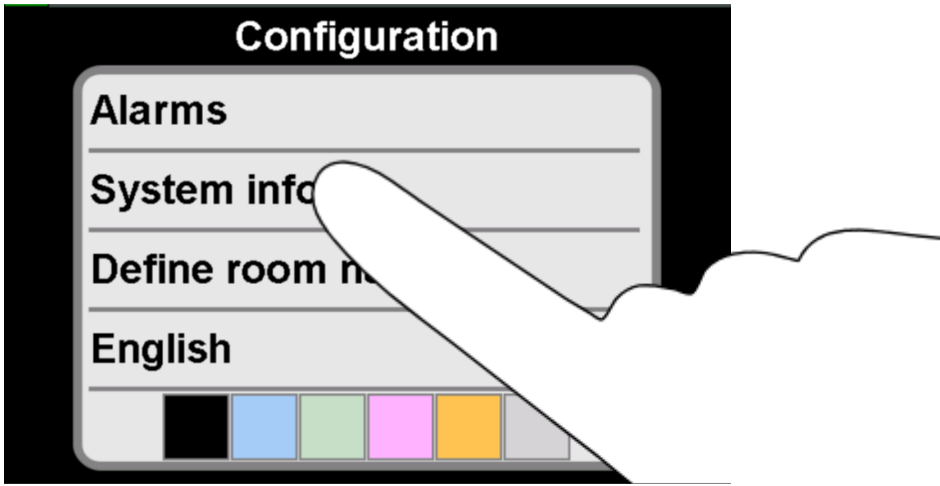 Configuration
Alarms
System info
Define room
English